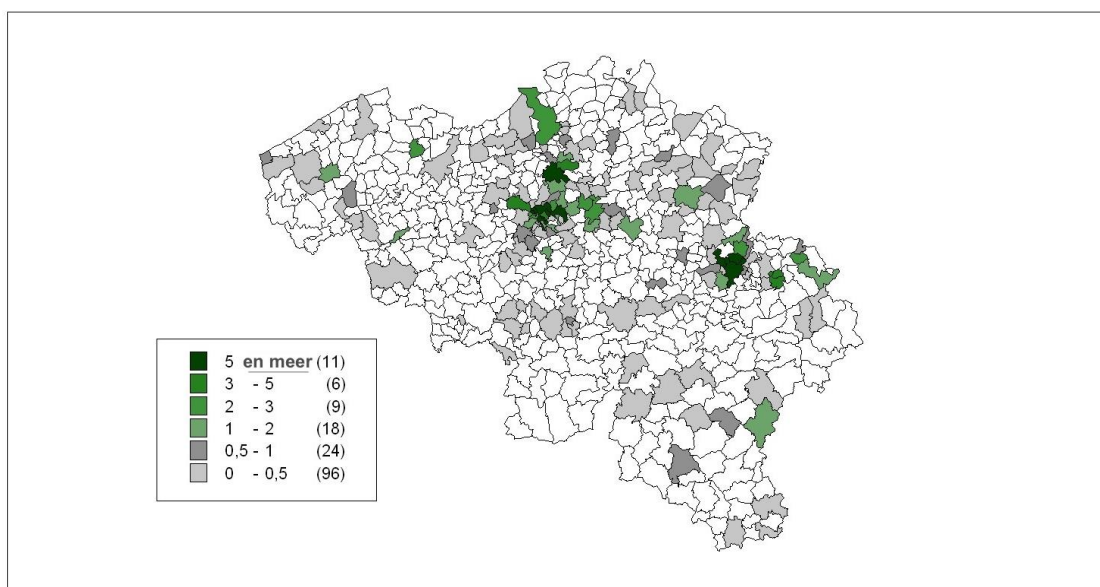 5 en meer (11)
3 - 5 (6)
2 - 3 (9)
1 - 2 (18)
0,5 - 1 (24)
0 - 0,5 (96)